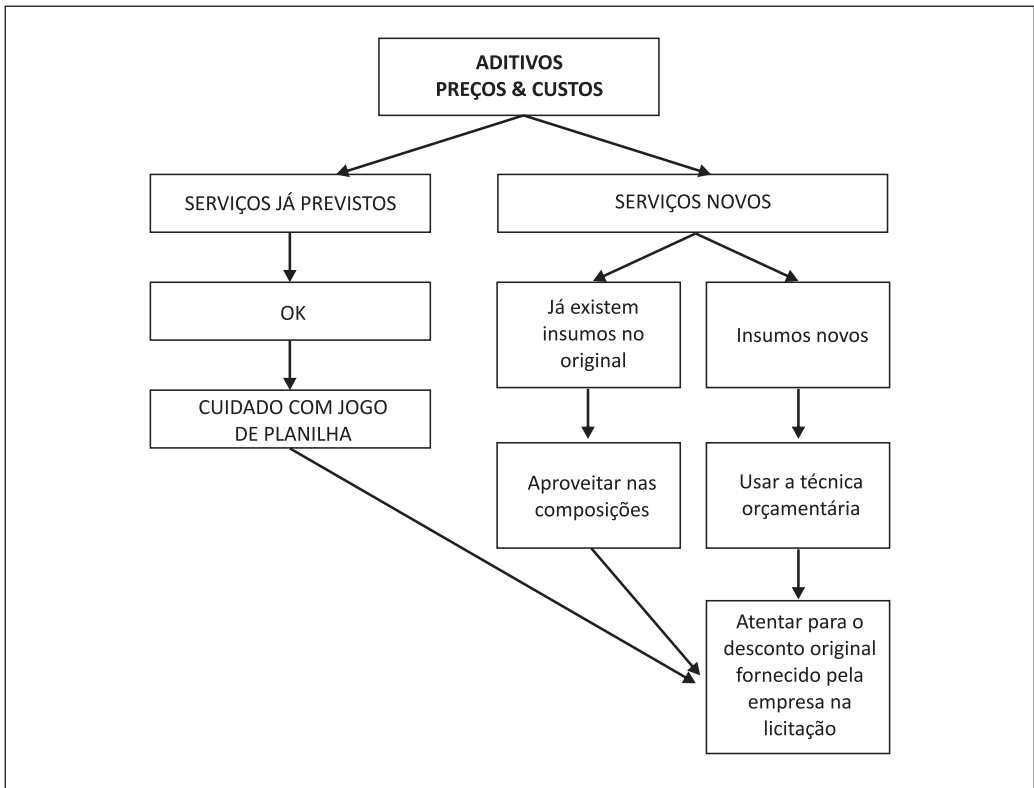 ADITIVOS
PREÇOS & CUSTOS
SERVIÇOS JÁ PREVISTOS
SERVIÇOS NOVOS
OK
Já existem
insumos no
original
Insumos novos
CUIDADO COM JOGO
DE PLANILHA
Aproveitar nas
composições
Usar a técnica
orçamentária
Atentar para o
desconto original
fornecido pela
empresa na
licitação